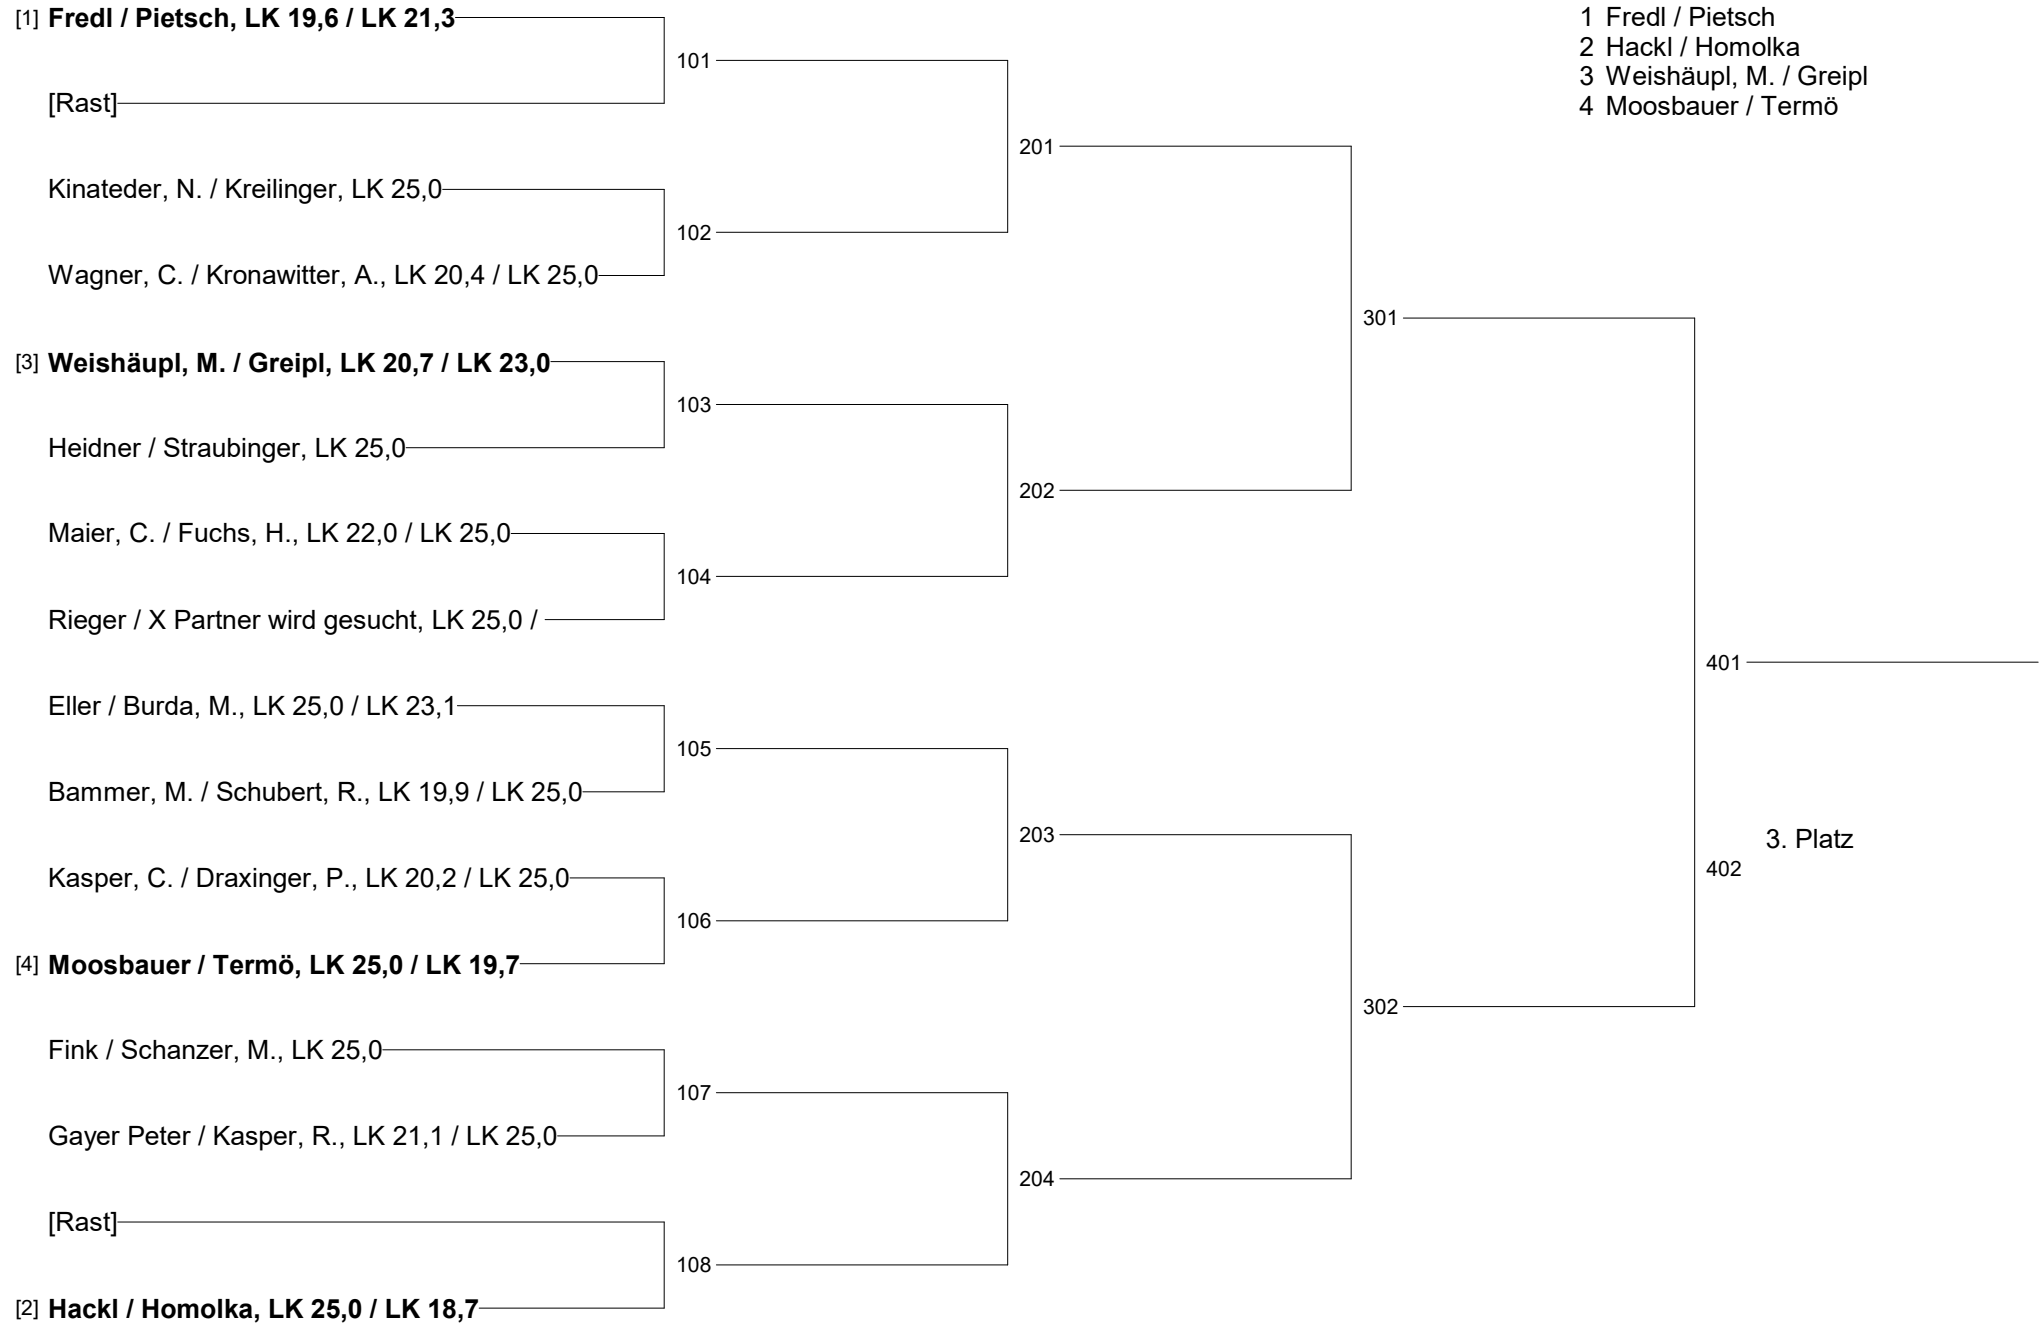 [1] Fredl / Pietsch, LK 19,6 / LK 21,3
[Rast]
Kinateder, N. / Kreilinger, LK 25,0
Wagner, C. / Kronawitter, A., LK 20,4 / LK 25,0
[3] Weishäupl, M. / Greipl, LK 20,7 / LK 23,0
Heidner / Straubinger, LK 25,0
Maier, C. / Fuchs, H., LK 22,0 / LK 25,0
Rieger / X Partner wird gesucht, LK 25,0 /
Eller / Burda, M., LK 25,0 / LK 23,1
Bammer, M. / Schubert, R., LK 19,9 / LK 25,0
Kasper, C. / Draxinger, P., LK 20,2 / LK 25,0
[4] Moosbauer / Termö, LK 25,0 / LK 19,7
Fink / Schanzer, M., LK 25,0
Gayer Peter / Kasper, R., LK 21,1 / LK 25,0
[Rast]
[2] Hackl / Homolka, LK 25,0 / LK 18,7
101
102
103
104
105
106
107
108
201
202
203
204
301
302
401
3. Platz
402
1 Fredl / Pietsch
2 Hackl / Homolka
3 Weishäupl, M. / Greipl
4 Moosbauer / Termö